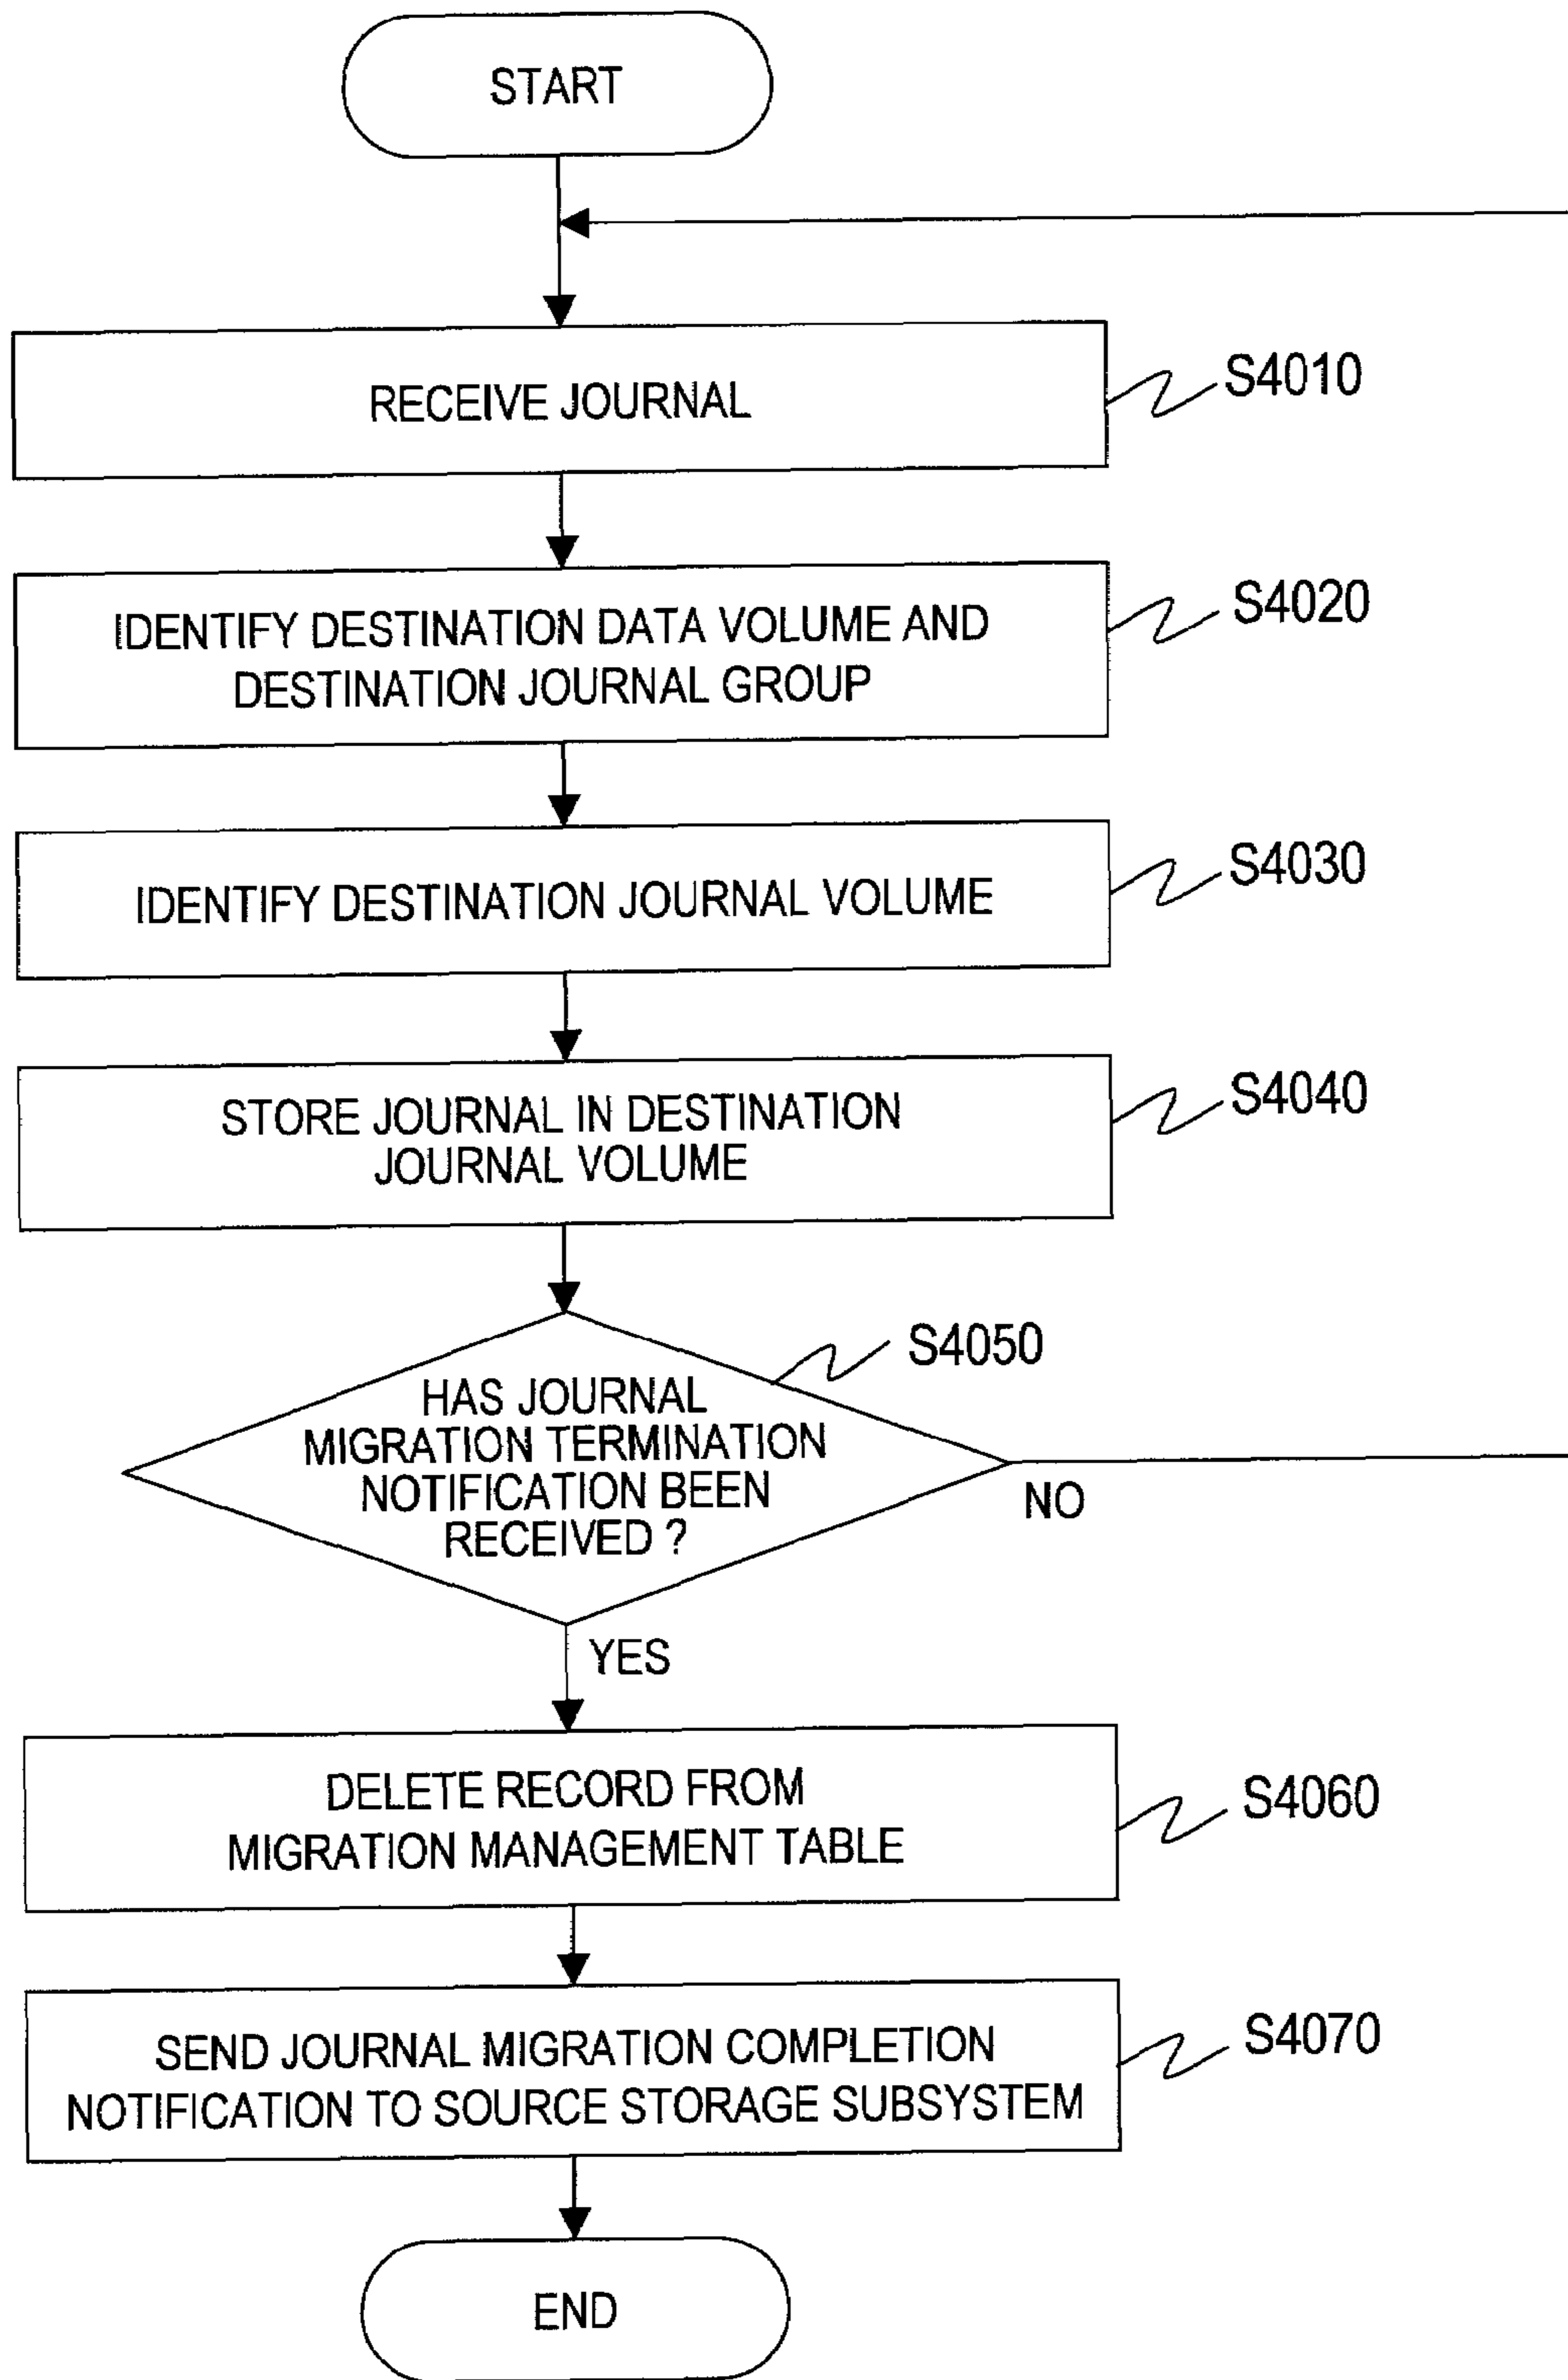 START
RECEIVE JOURNAL
S4010
IDENTIFY DESTINATION DATA VOLUME AND
DESTINATION JOURNAL GROUP
S4020
IDENTIFY DESTINATION JOURNAL VOLUME
S4030
STORE JOURNAL IN DESTINATION
JOURNAL VOLUME
S4040
HAS JOURNAL
MIGRATION TERMINATION
NOTIFICATION BEEN
RECEIVED ?
S4050
NO
YES
DELETE RECORD FROM
MIGRATION MANAGEMENT TABLE
S4060
SEND JOURNAL MIGRATION COMPLETION
NOTIFICATION TO SOURCE STORAGE SUBSYSTEM
S4070
END